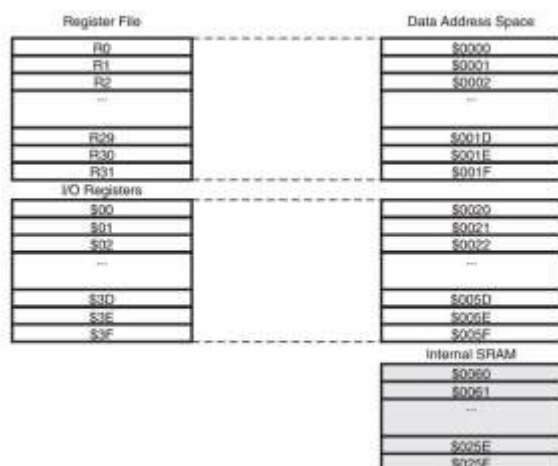 Register File
Data Address Space
R0
$0000
R1
$0001
R2
$0002
...
...
R29
$001D
R30
$001E
R31
$001F
I/O Registers
$00
$0020
$01
$0021
$02
$0022
...
...
$3D
$005D
$3E
$005E
$3F
$005F
Internal SRAM
$0060
$0061
...
$025E
$025F